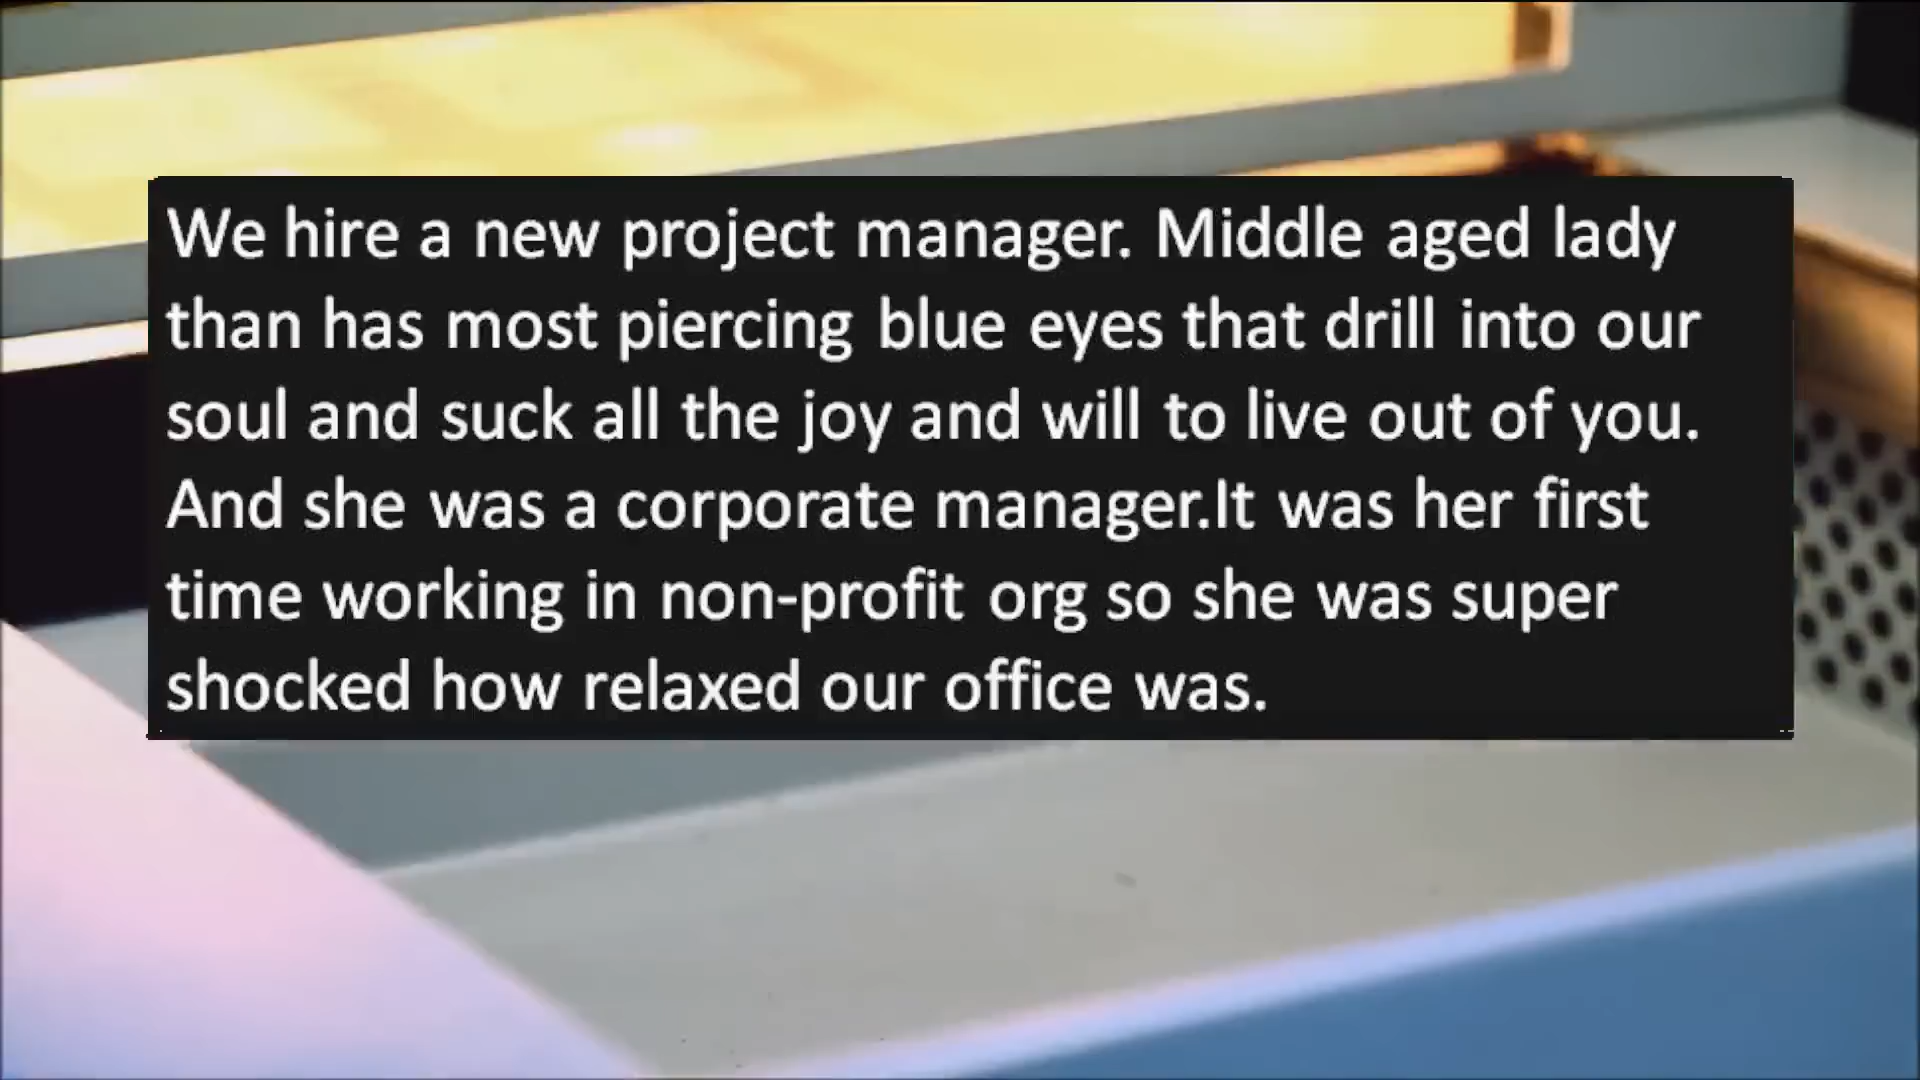 We hire a new project manager. Middle aged lady
than has most piercing blue eyes that drill into our
soul and suck all the joy and will to live out of you.
And she was a corporate manager.It was her first
time working in non-profit org so she was super
shocked how relaxed our office was.